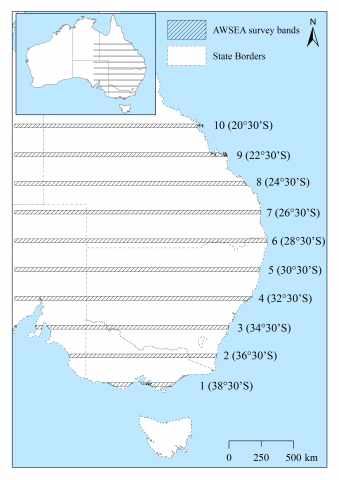 AWSEA survey bands
State Borders
N
10 (20°30'S)
9 (22°30'S)
8 (24°30'S)
7 (26°30'S)
6 (28°30'S)
5 (30°30'S)
4 (32°30'S)
3 (34°30'S)
2 (36°30'S)
1 (38°30'S)
0 250 500 km